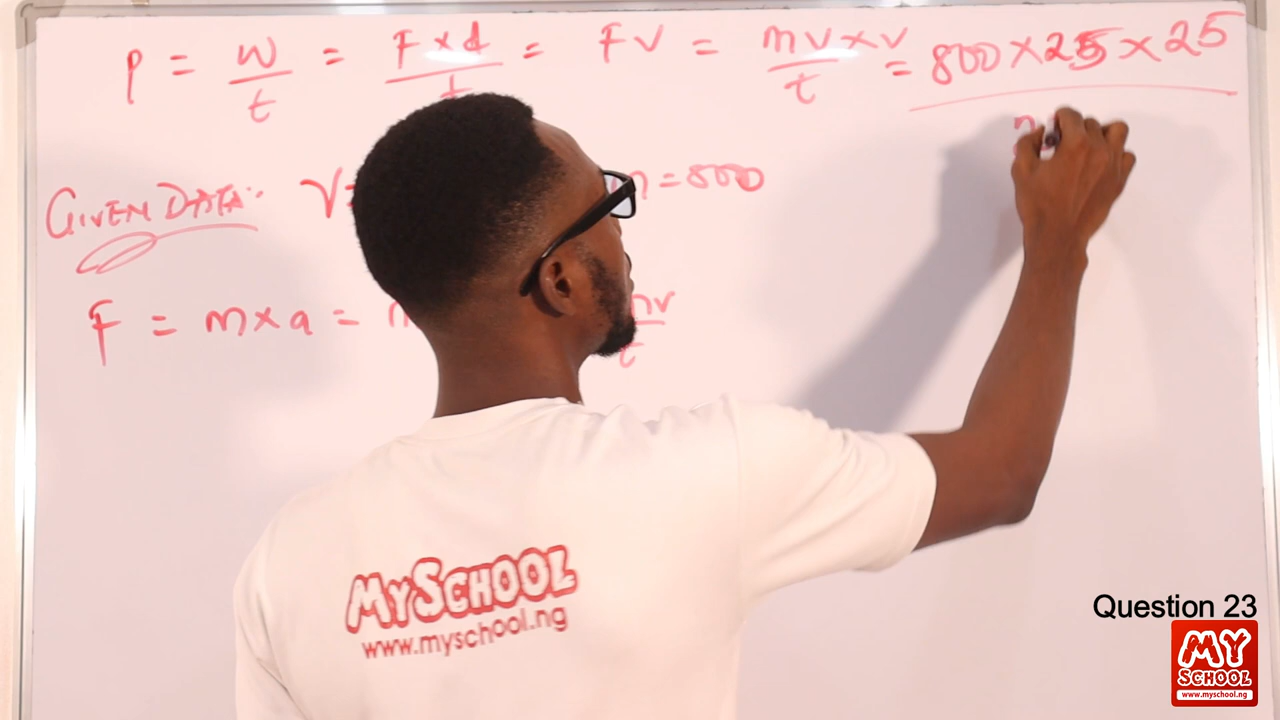 P = W/t = F x d/t = FV = mV x V/t = 800 x 25 x 25
GIVEN DATA: V= m = 800
F = m x a = mv/t
MYSCHOOL
www.myschool.ng
Question 23
MY
SCHOOL
www.myschool.ng